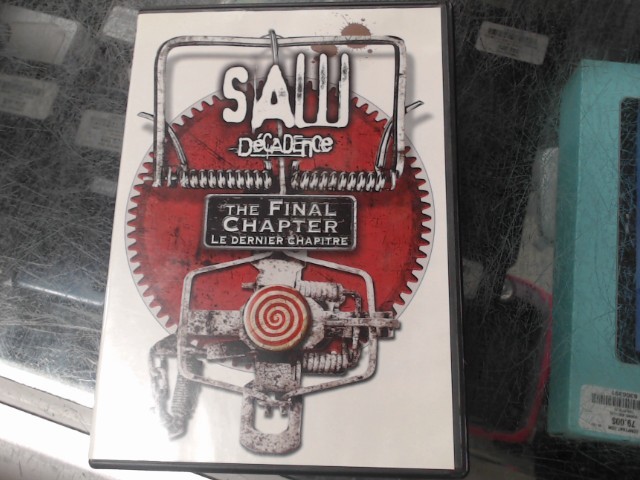 SAW
DéCADENCe
THE FINAL
CHAPTER
LE DERNIER CHAPITRE